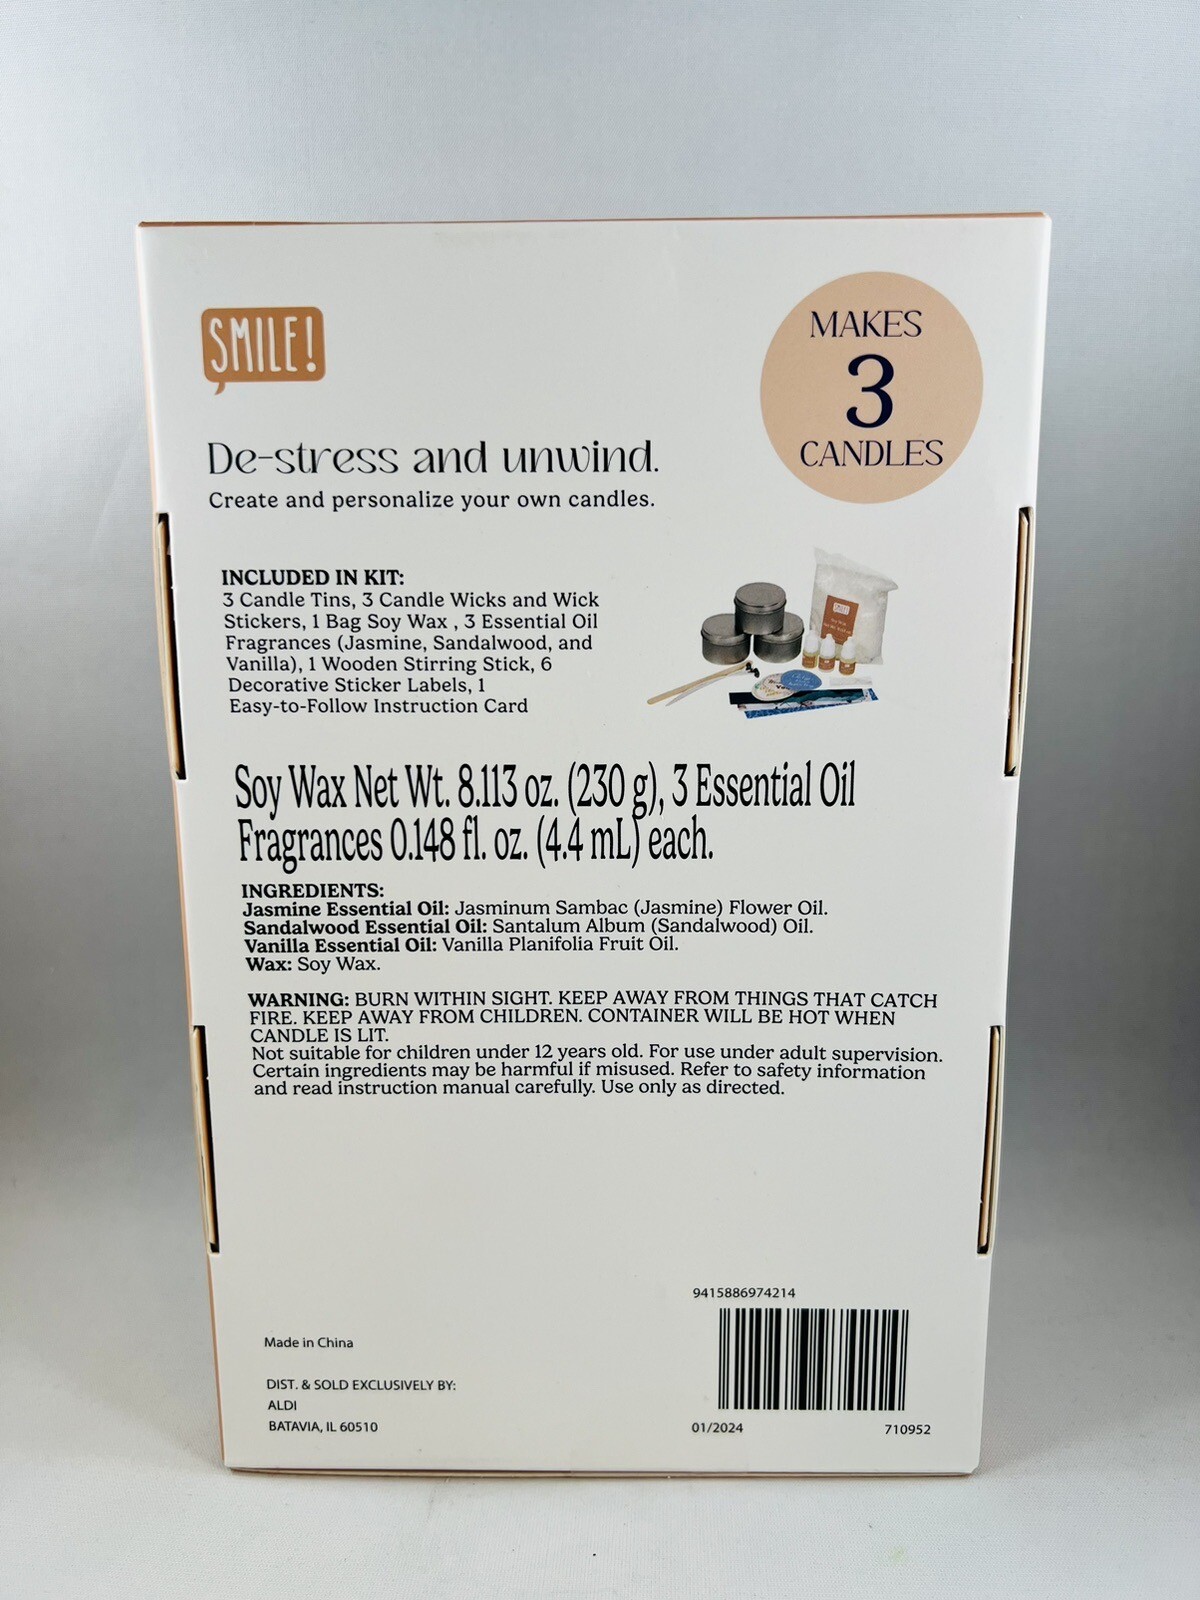 SMILE!
MAKES
3
CANDLES
De-stress and unwind.
Create and personalize your own candles.
INCLUDED IN KIT:
3 Candle Tins, 3 Candle Wicks and Wick
Stickers, 1 Bag Soy Wax , 3 Essential Oil
Fragrances (Jasmine, Sandalwood, and
Vanilla), 1 Wooden Stirring Stick, 6
Decorative Sticker Labels, 1
Easy-to-Follow Instruction Card
SMILE!
Soy Wax Net Wt. 8.113 oz. (230 g), 3 Essential Oil
Fragrances 0.148 fl. oz. (4.4 mL) each.
INGREDIENTS:
Jasmine Essential Oil: Jasminum Sambac (Jasmine) Flower Oil.
Sandalwood Essential Oil: Santalum Album (Sandalwood) Oil.
Vanilla Essential Oil: Vanilla Planifolia Fruit Oil.
Wax: Soy Wax.
WARNING: BURN WITHIN SIGHT. KEEP AWAY FROM THINGS THAT CATCH
FIRE. KEEP AWAY FROM CHILDREN. CONTAINER WILL BE HOT WHEN
CANDLE IS LIT.
Not suitable for children under 12 years old. For use under adult supervision.
Certain ingredients may be harmful if misused. Refer to safety information
and read instruction manual carefully. Use only as directed.
9415886974214
Made in China
DIST. & SOLD EXCLUSIVELY BY:
ALDI
BATAVIA, IL 60510
01/2024
710952